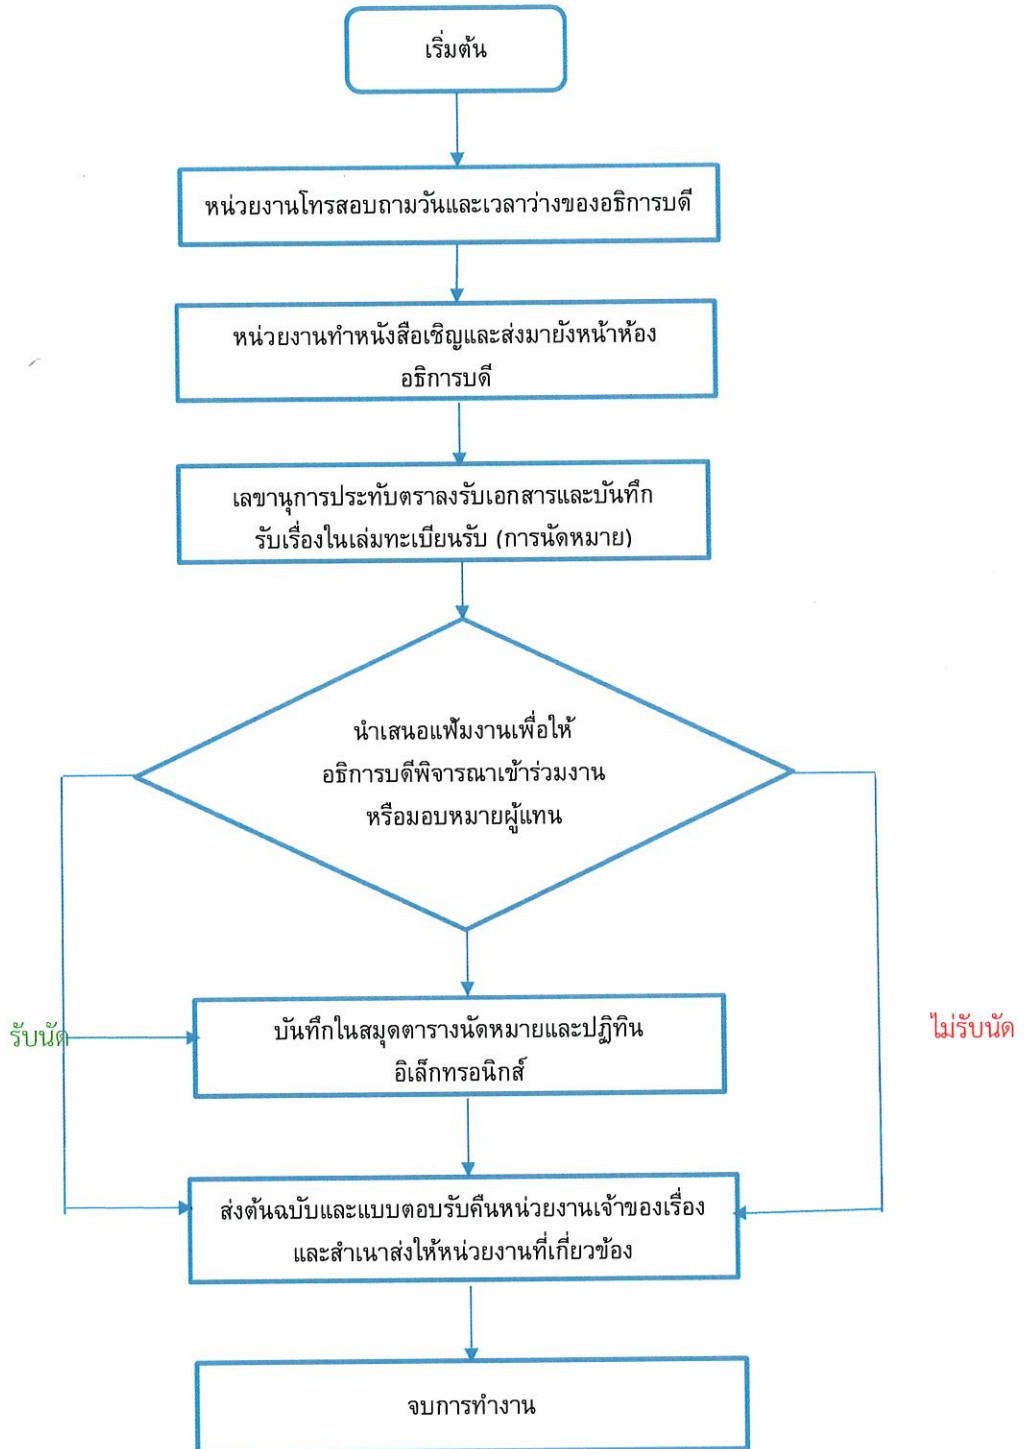 เริ่มต้น
หน่วยงานโทรสอบถามวันและเวลาว่างของอธิการบดี
หน่วยงานทำหนังสือเชิญและส่งมายังหน้าห้อง
อธิการบดี
เลขานุการประทับตราลงรับเอกสารและบันทึก
รับเรื่องในเล่มทะเบียนรับ (การนัดหมาย)
นำเสนอแฟ้มงานเพื่อให้
อธิการบดีพิจารณาเข้าร่วมงาน
หรือมอบหมายผู้แทน
รับนัด
บันทึกในสมุดตารางนัดหมายและปฏิทิน
อิเล็กทรอนิกส์
ไม่รับนัด
ส่งต้นฉบับและแบบตอบรับคืนหน่วยงานเจ้าของเรื่อง
และสำเนาส่งให้หน่วยงานที่เกี่ยวข้อง
จบการทำงาน